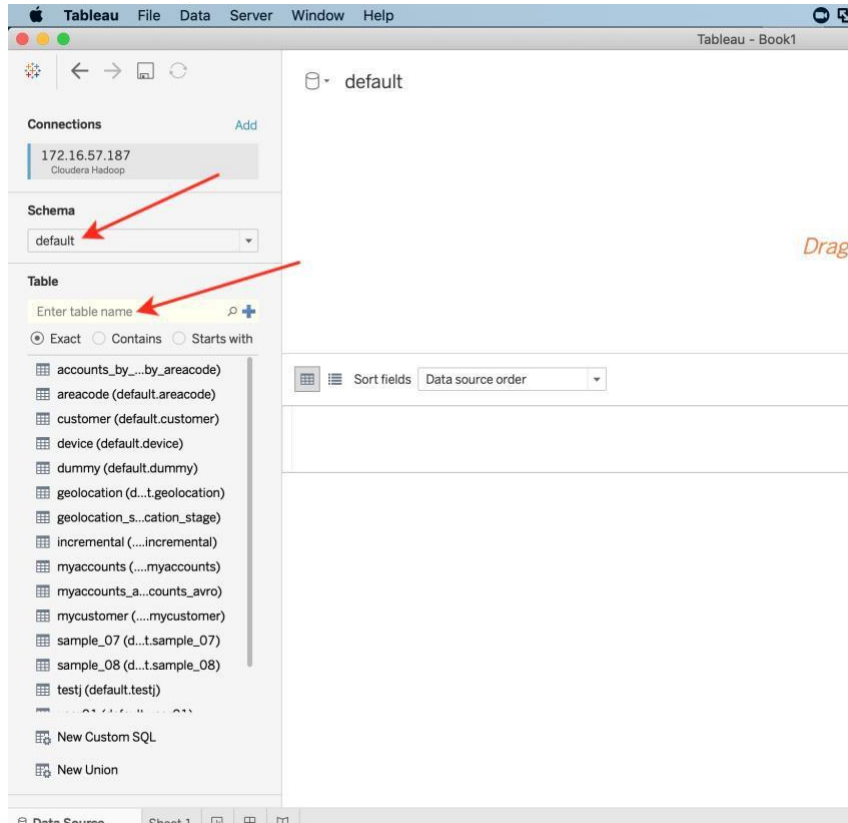 Tableau File Data Server Window Help
Tableau - Book1
default
Connections Add
172.16.57.187
Cloudera Hadoop
Schema
default
Drag
Table
Enter table name
Exact Contains Starts with
accounts_by_...by_areacode)
areacode (default.areacode)
Sort fields Data source order
customer (default.customer)
device (default.device)
dummy (default.dummy)
geolocation (d...t.geolocation)
geolocation_s...cation_stage)
incremental (....incremental)
myaccounts (....myaccounts)
myaccounts_a...counts_avro)
mycustomer (....mycustomer)
sample_07 (d...t.sample_07)
sample_08 (d...t.sample_08)
testj (default.testj)
New Custom SQL
New Union
Data Source Sheet 1